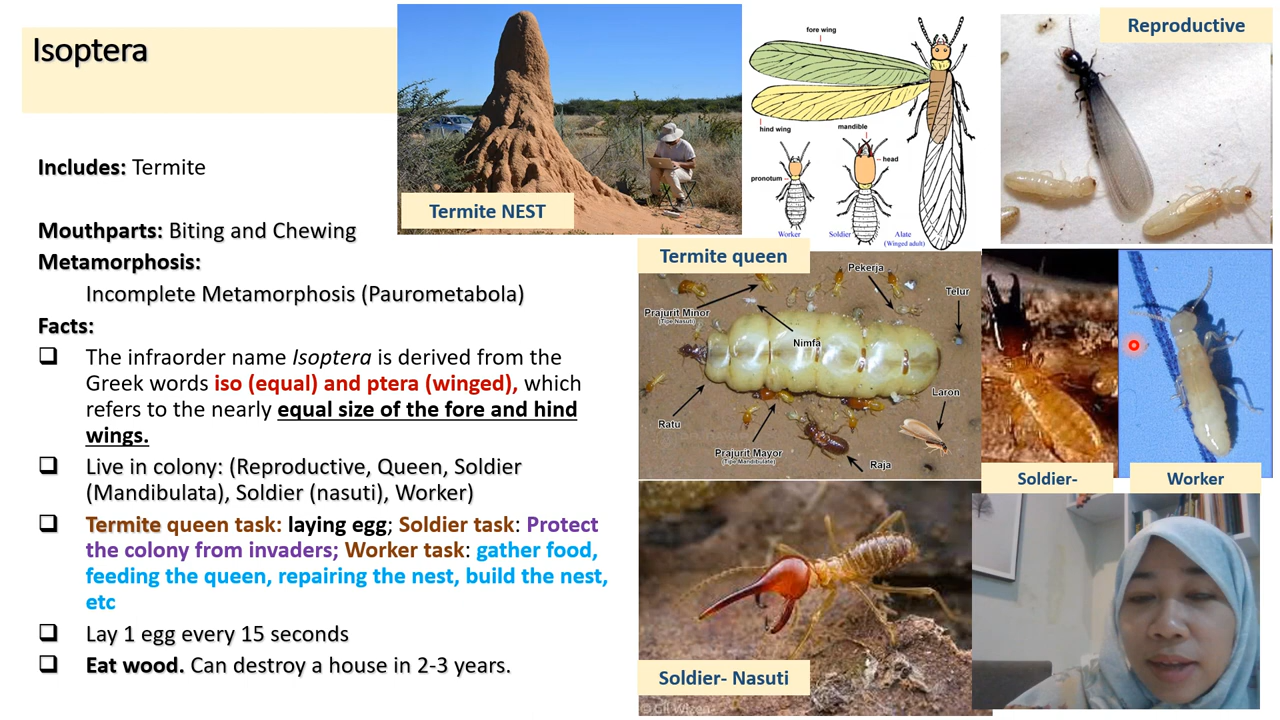 Isoptera
Includes: Termite
Mouthparts: Biting and Chewing
Metamorphosis:
Incomplete Metamorphosis (Paurometabola)
Facts:
The infraorder name Isoptera is derived from the
Greek words iso (equal) and ptera (winged), which
refers to the nearly equal size of the fore and hind
wings.
Live in colony: (Reproductive, Queen, Soldier
(Mandibulata), Soldier (nasuti), Worker)
Termite queen task: laying egg; Soldier task: Protect
the colony from invaders; Worker task: gather food,
feeding the queen, repairing the nest, build the nest,
etc
Lay 1 egg every 15 seconds
Eat wood. Can destroy a house in 2-3 years.
Termite NEST
fore wing
hind wing
mandible
head
pronotum
Worker
Soldier
Alate
(Winged adult)
Reproductive
Termite queen
Pekerja
Telur
Prajurit Minor
(Tipe Nasuti)
Nimfa
Laron
Ratu
Prajurit Mayor
(Tipe Mandibulate)
Raja
Soldier-
Worker
Soldier- Nasuti
© Gil Wizen